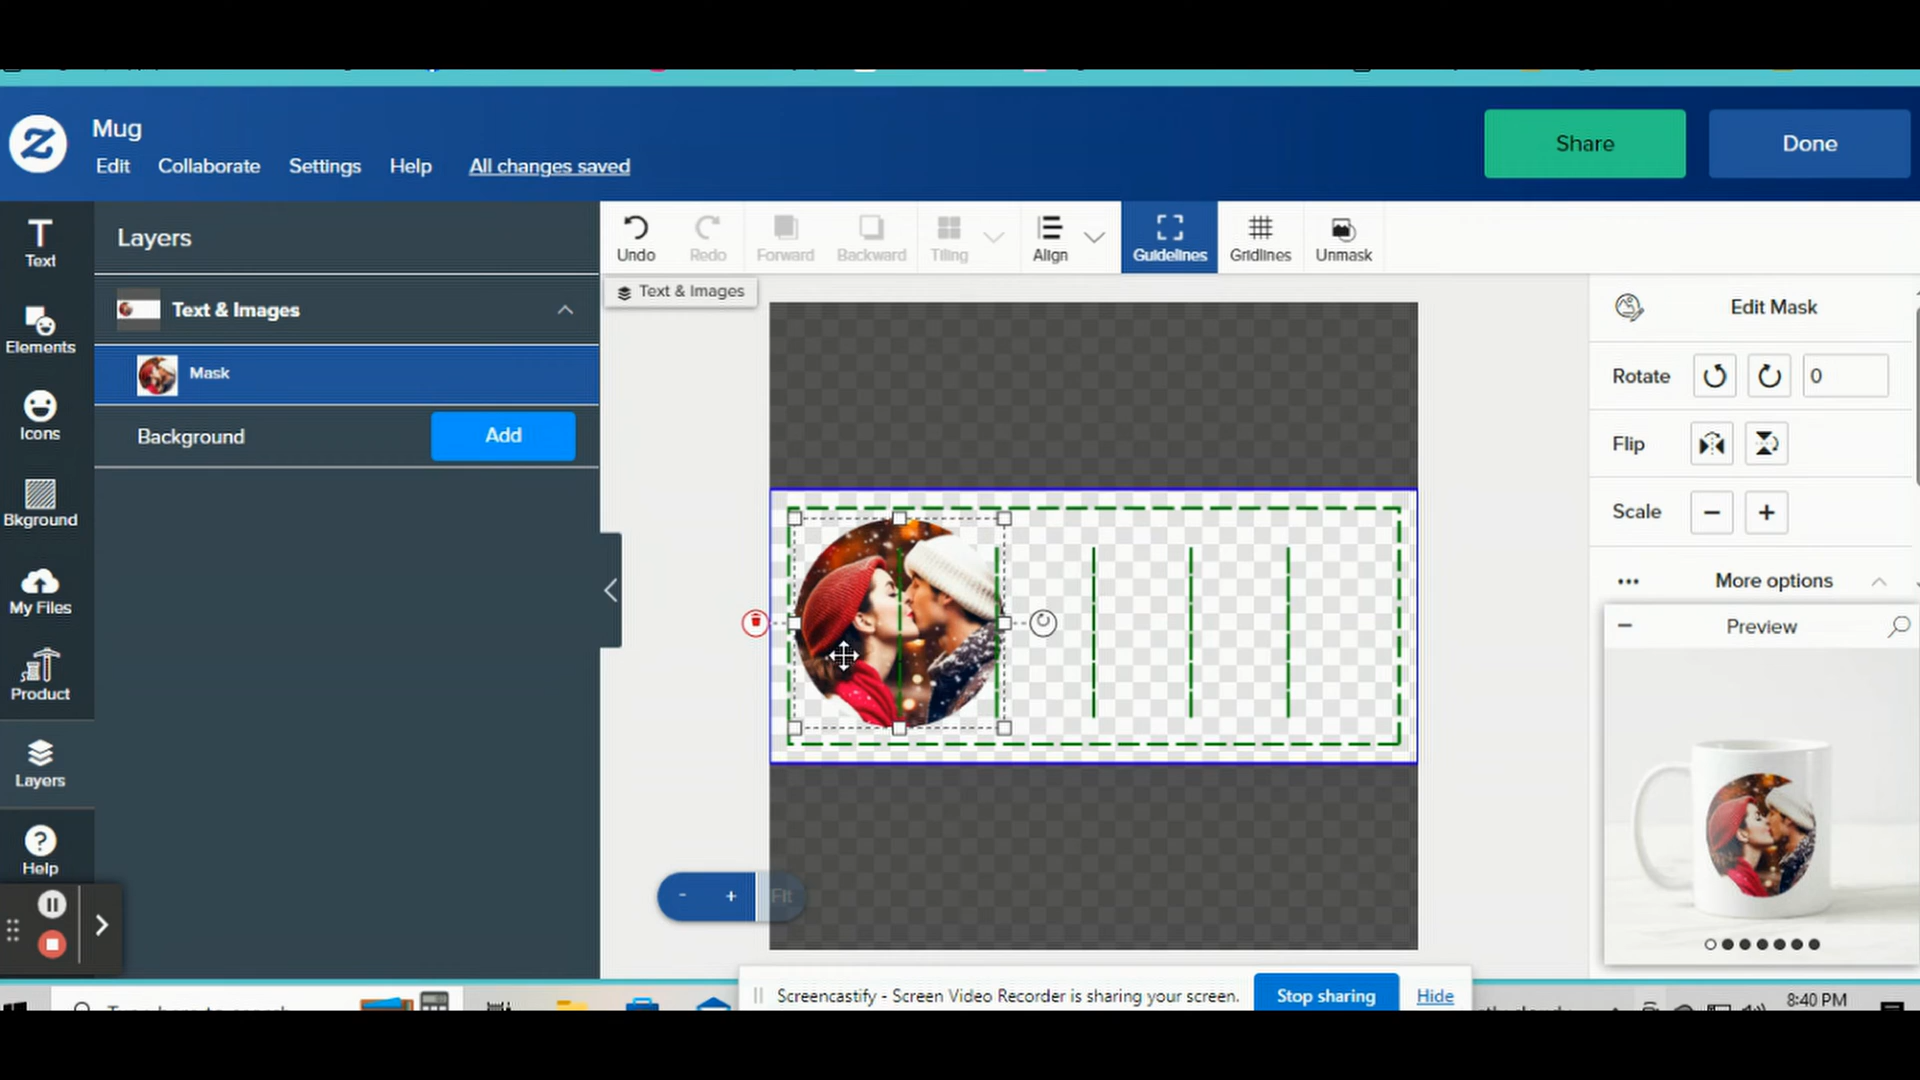 Mug
Edit Collaborate Settings Help All changes saved
Share
Done
Text
Elements
Icons
Bkground
My Files
Product
Layers
Help
Layers
Text & Images
Mask
Background Add
Undo Redo Forward Backward Tiling Align Guidelines Gridlines Unmask
Text & Images
Edit Mask
Rotate 0
Flip
Scale
More options
Preview
- + Fit
Screencastify - Screen Video Recorder is sharing your screen. Stop sharing Hide
8:40 PM